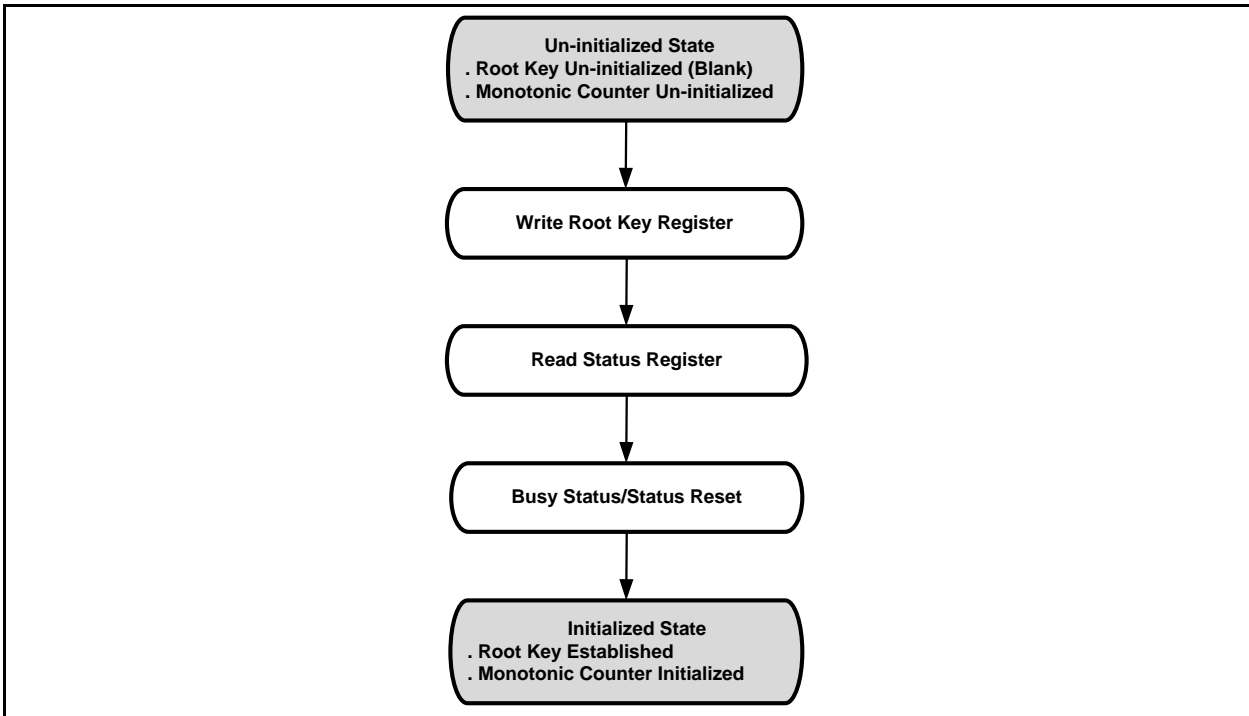 Un-initialized State
. Root Key Un-initialized (Blank)
. Monotonic Counter Un-initialized
Write Root Key Register
Read Status Register
Busy Status/Status Reset
Initialized State
. Root Key Established
. Monotonic Counter Initialized